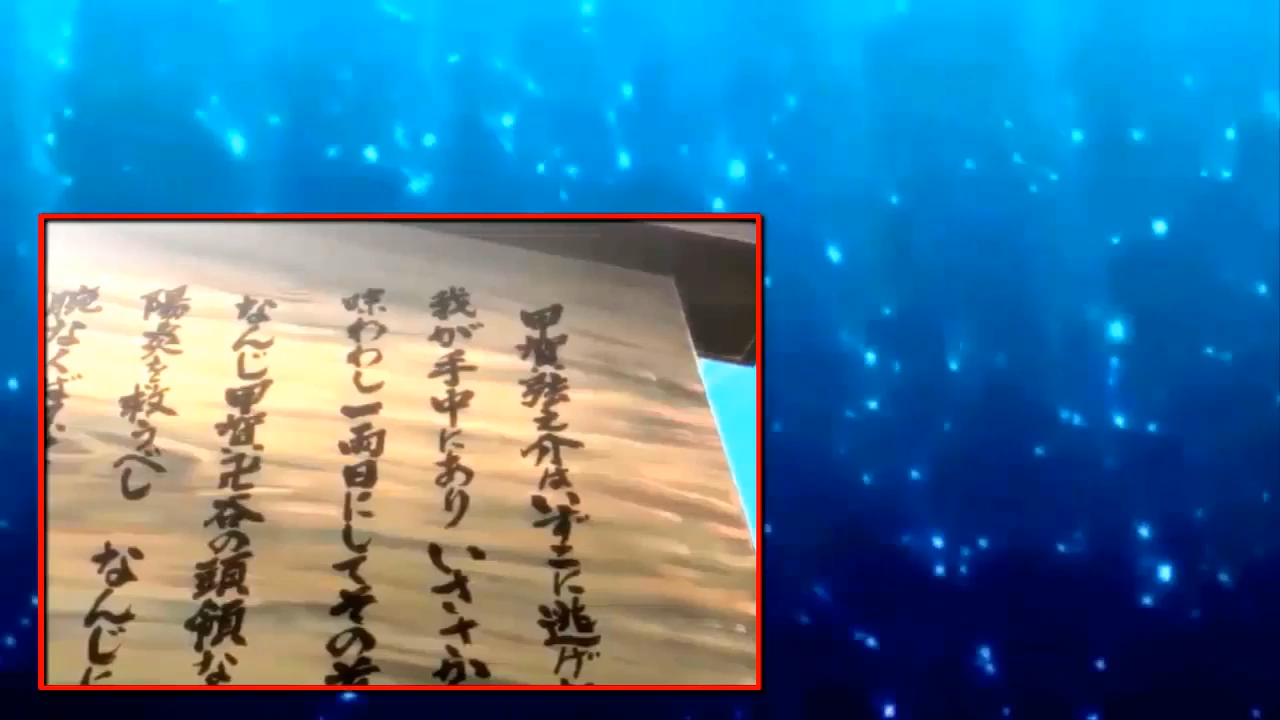 甲賀弦之介はいずこに逃げ
我が手中にあり いささか
味わわし一両日にしてその首
なんじ甲賀卍谷の頭領な
陽炎を救うべし なんじに
腕なくば